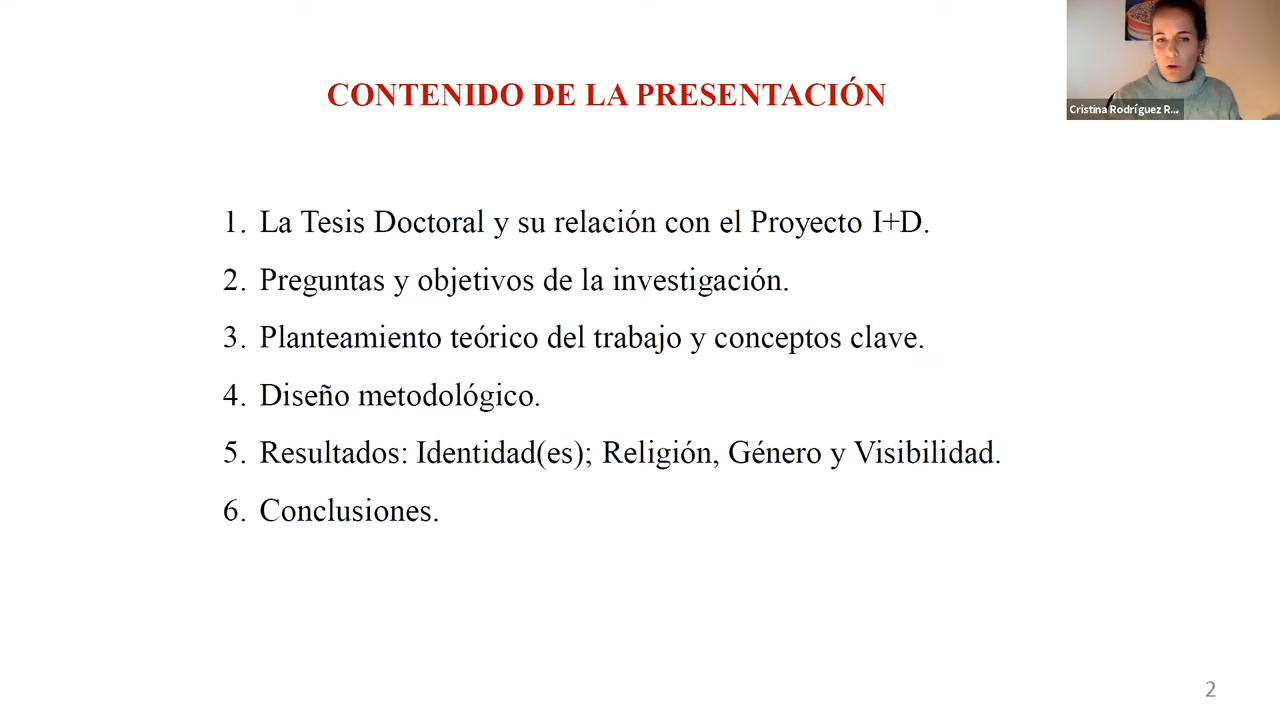 CONTENIDO DE LA PRESENTACIÓN
Cristina Rodríguez R...
1. La Tesis Doctoral y su relación con el Proyecto I+D.
2. Preguntas y objetivos de la investigación.
3. Planteamiento teórico del trabajo y conceptos clave.
4. Diseño metodológico.
5. Resultados: Identidad(es); Religión, Género y Visibilidad.
6. Conclusiones.
2